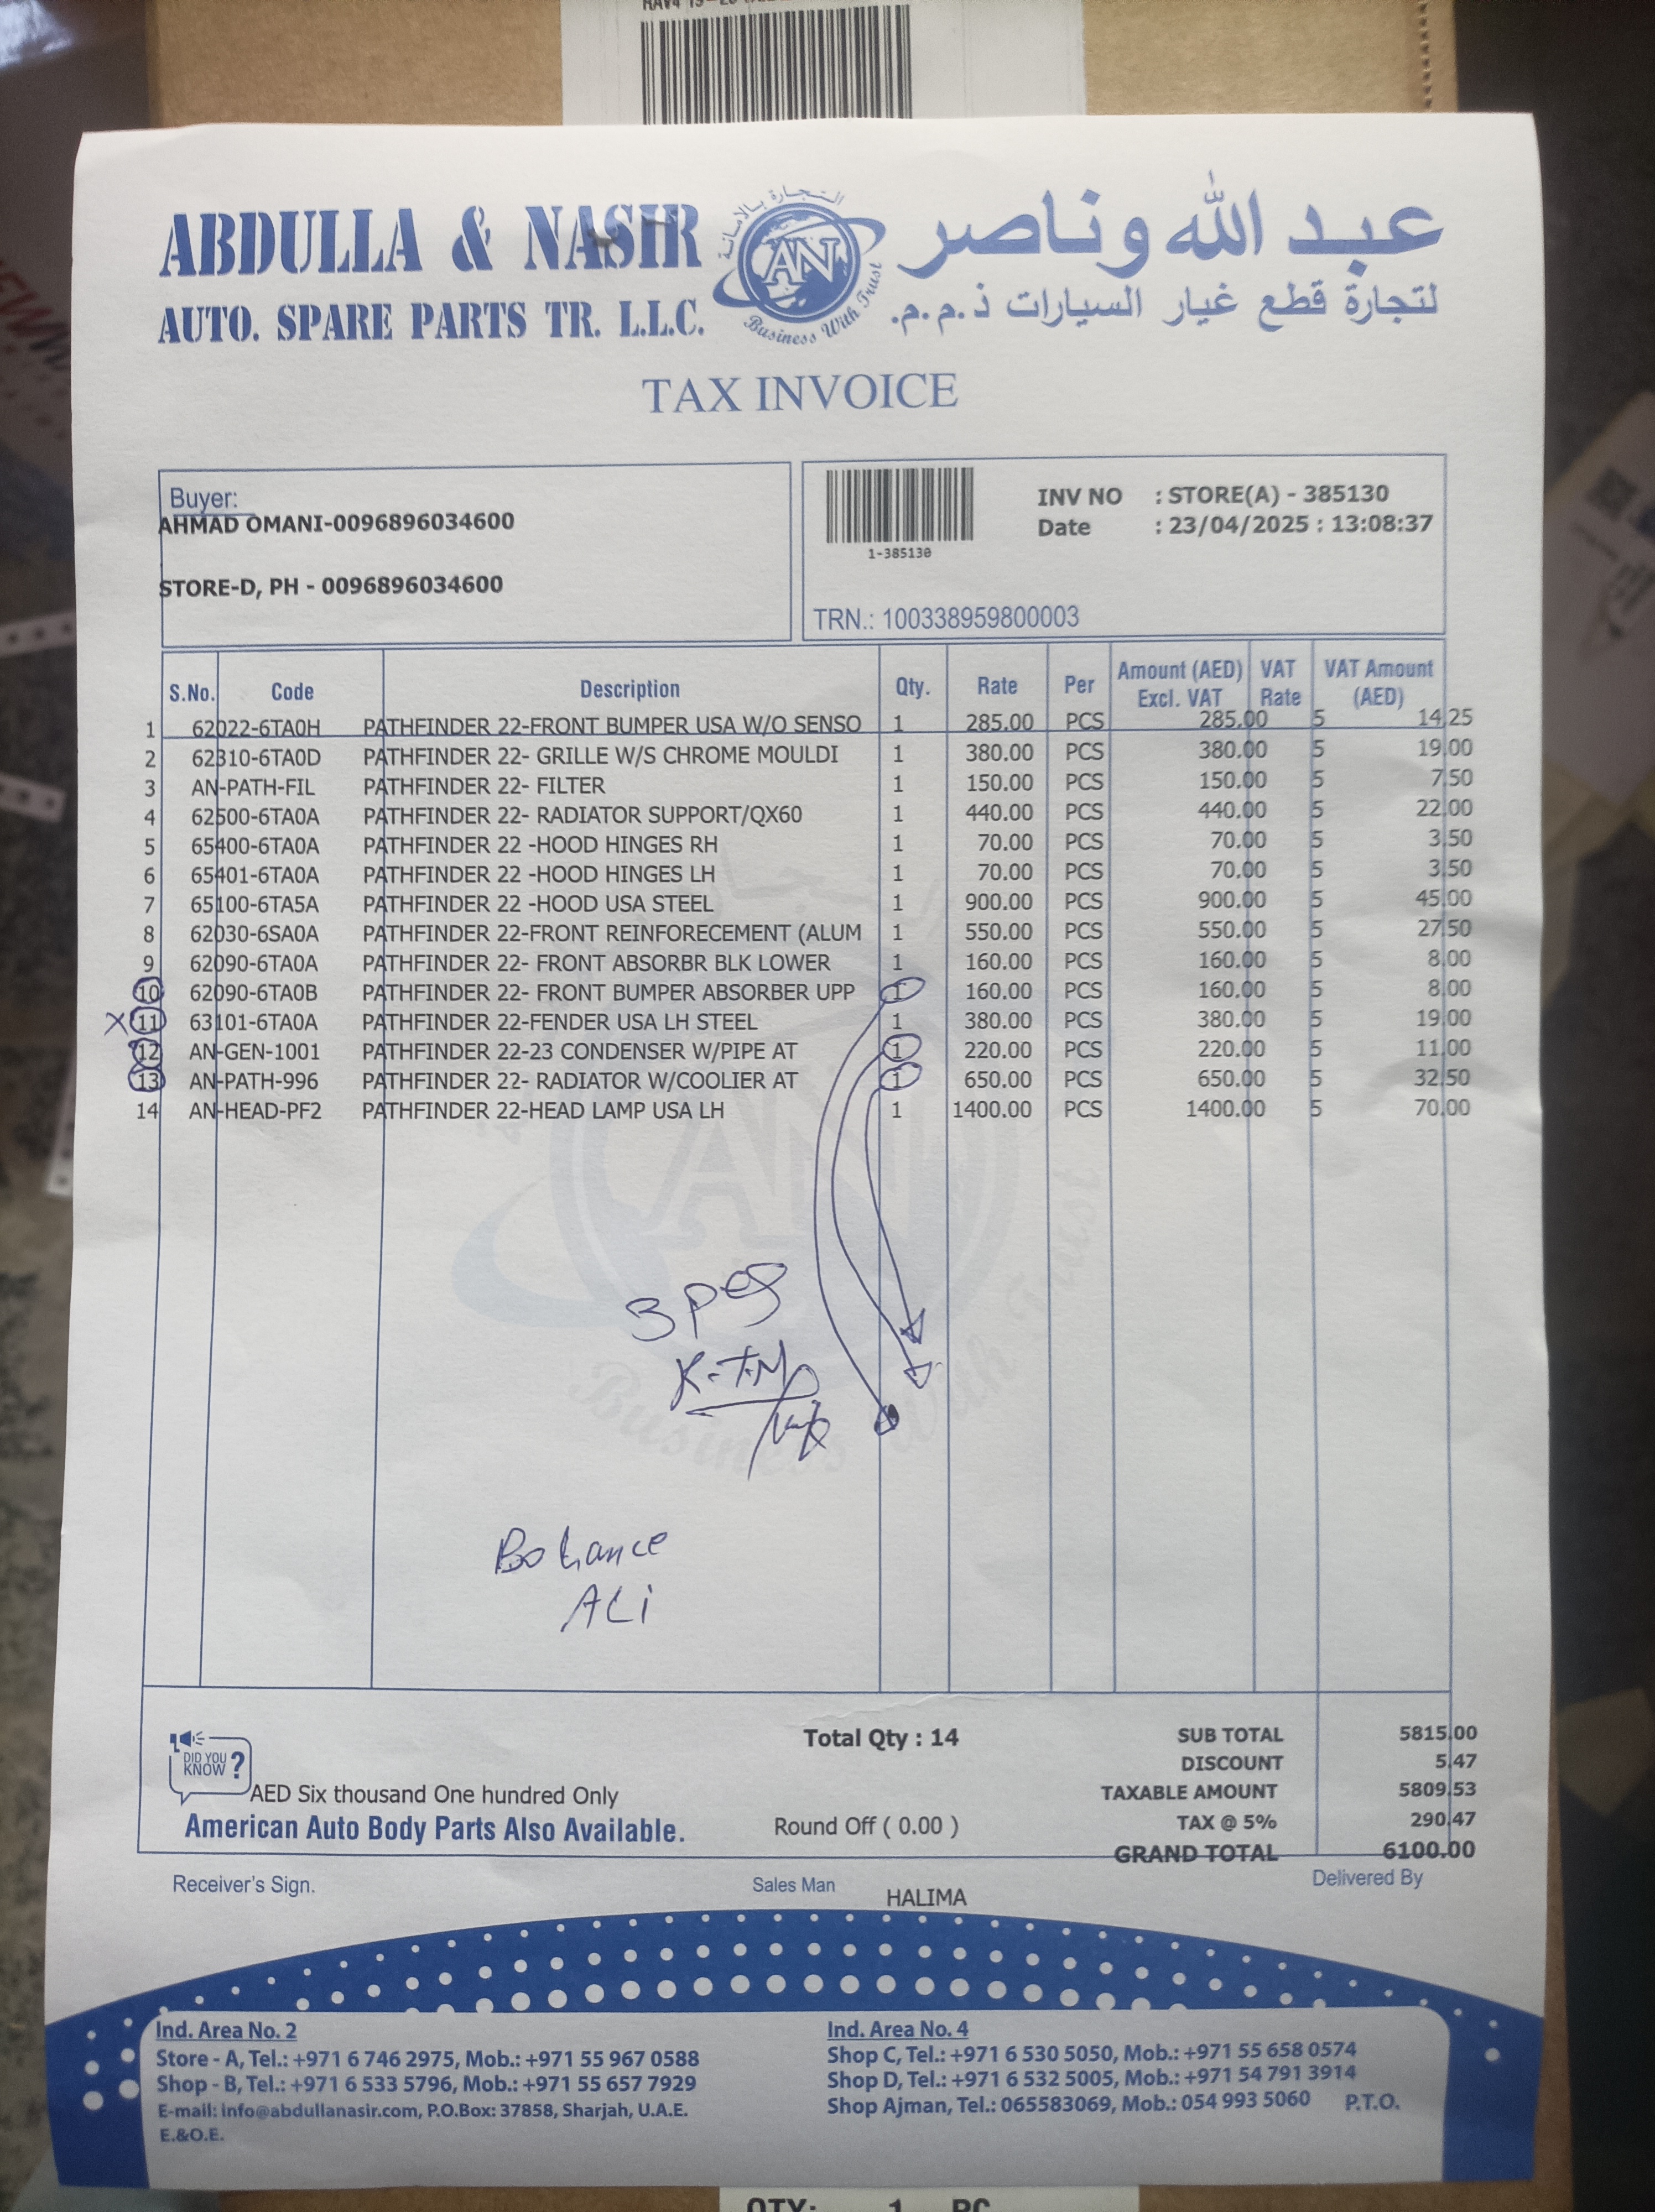 ABDULLA & NASIR
AUTO. SPARE PARTS TR. L.L.C.
التجارة بالامانة
AN
Business With Trust
عبد الله وناصر
لتجارة قطع غيار السيارات ذ.م.م.
TAX INVOICE
Buyer:
AHMAD OMANI-0096896034600
STORE-D, PH - 0096896034600
1-385130
INV NO : STORE(A) - 385130
Date : 23/04/2025 : 13:08:37
TRN.: 100338959800003
S.No. Code Description Qty. Rate Per Amount (AED) Excl. VAT VAT Rate VAT Amount (AED)
1 62022-6TA0H PATHFINDER 22-FRONT BUMPER USA W/O SENSO 1 285.00 PCS 285.00 5 14.25
2 62310-6TA0D PATHFINDER 22- GRILLE W/S CHROME MOULDI 1 380.00 PCS 380.00 5 19.00
3 AN-PATH-FIL PATHFINDER 22- FILTER 1 150.00 PCS 150.00 5 7.50
4 62500-6TA0A PATHFINDER 22- RADIATOR SUPPORT/QX60 1 440.00 PCS 440.00 5 22.00
5 65400-6TA0A PATHFINDER 22 -HOOD HINGES RH 1 70.00 PCS 70.00 5 3.50
6 65401-6TA0A PATHFINDER 22 -HOOD HINGES LH 1 70.00 PCS 70.00 5 3.50
7 65100-6TA5A PATHFINDER 22 -HOOD USA STEEL 1 900.00 PCS 900.00 5 45.00
8 62030-6SA0A PATHFINDER 22-FRONT REINFORECEMENT (ALUM 1 550.00 PCS 550.00 5 27.50
9 62090-6TA0A PATHFINDER 22- FRONT ABSORBR BLK LOWER 1 160.00 PCS 160.00 5 8.00
10 62090-6TA0B PATHFINDER 22- FRONT BUMPER ABSORBER UPP 1 160.00 PCS 160.00 5 8.00
X 11 63101-6TA0A PATHFINDER 22-FENDER USA LH STEEL 1 380.00 PCS 380.00 5 19.00
12 AN-GEN-1001 PATHFINDER 22-23 CONDENSER W/PIPE AT 1 220.00 PCS 220.00 5 11.00
13 AN-PATH-996 PATHFINDER 22- RADIATOR W/COOLIER AT 1 650.00 PCS 650.00 5 32.50
14 AN-HEAD-PF2 PATHFINDER 22-HEAD LAMP USA LH 1 1400.00 PCS 1400.00 5 70.00
3 pcs
K-TM
Balance
ALi
Total Qty : 14
SUB TOTAL 5815.00
DISCOUNT 5.47
TAXABLE AMOUNT 5809.53
TAX @ 5% 290.47
GRAND TOTAL 6100.00
DID YOU KNOW ?
AED Six thousand One hundred Only
American Auto Body Parts Also Available.
Round Off ( 0.00 )
Receiver's Sign.
Sales Man HALIMA
Delivered By
Ind. Area No. 2
Store - A, Tel.: +971 6 746 2975, Mob.: +971 55 967 0588
Shop - B, Tel.: +971 6 533 5796, Mob.: +971 55 657 7929
E-mail: info@abdullanasir.com, P.O.Box: 37858, Sharjah, U.A.E.
E.&O.E.
Ind. Area No. 4
Shop C, Tel.: +971 6 530 5050, Mob.: +971 55 658 0574
Shop D, Tel.: +971 6 532 5005, Mob.: +971 54 791 3914
Shop Ajman, Tel.: 065583069, Mob.: 054 993 5060
P.T.O.
QTY: 1 PC